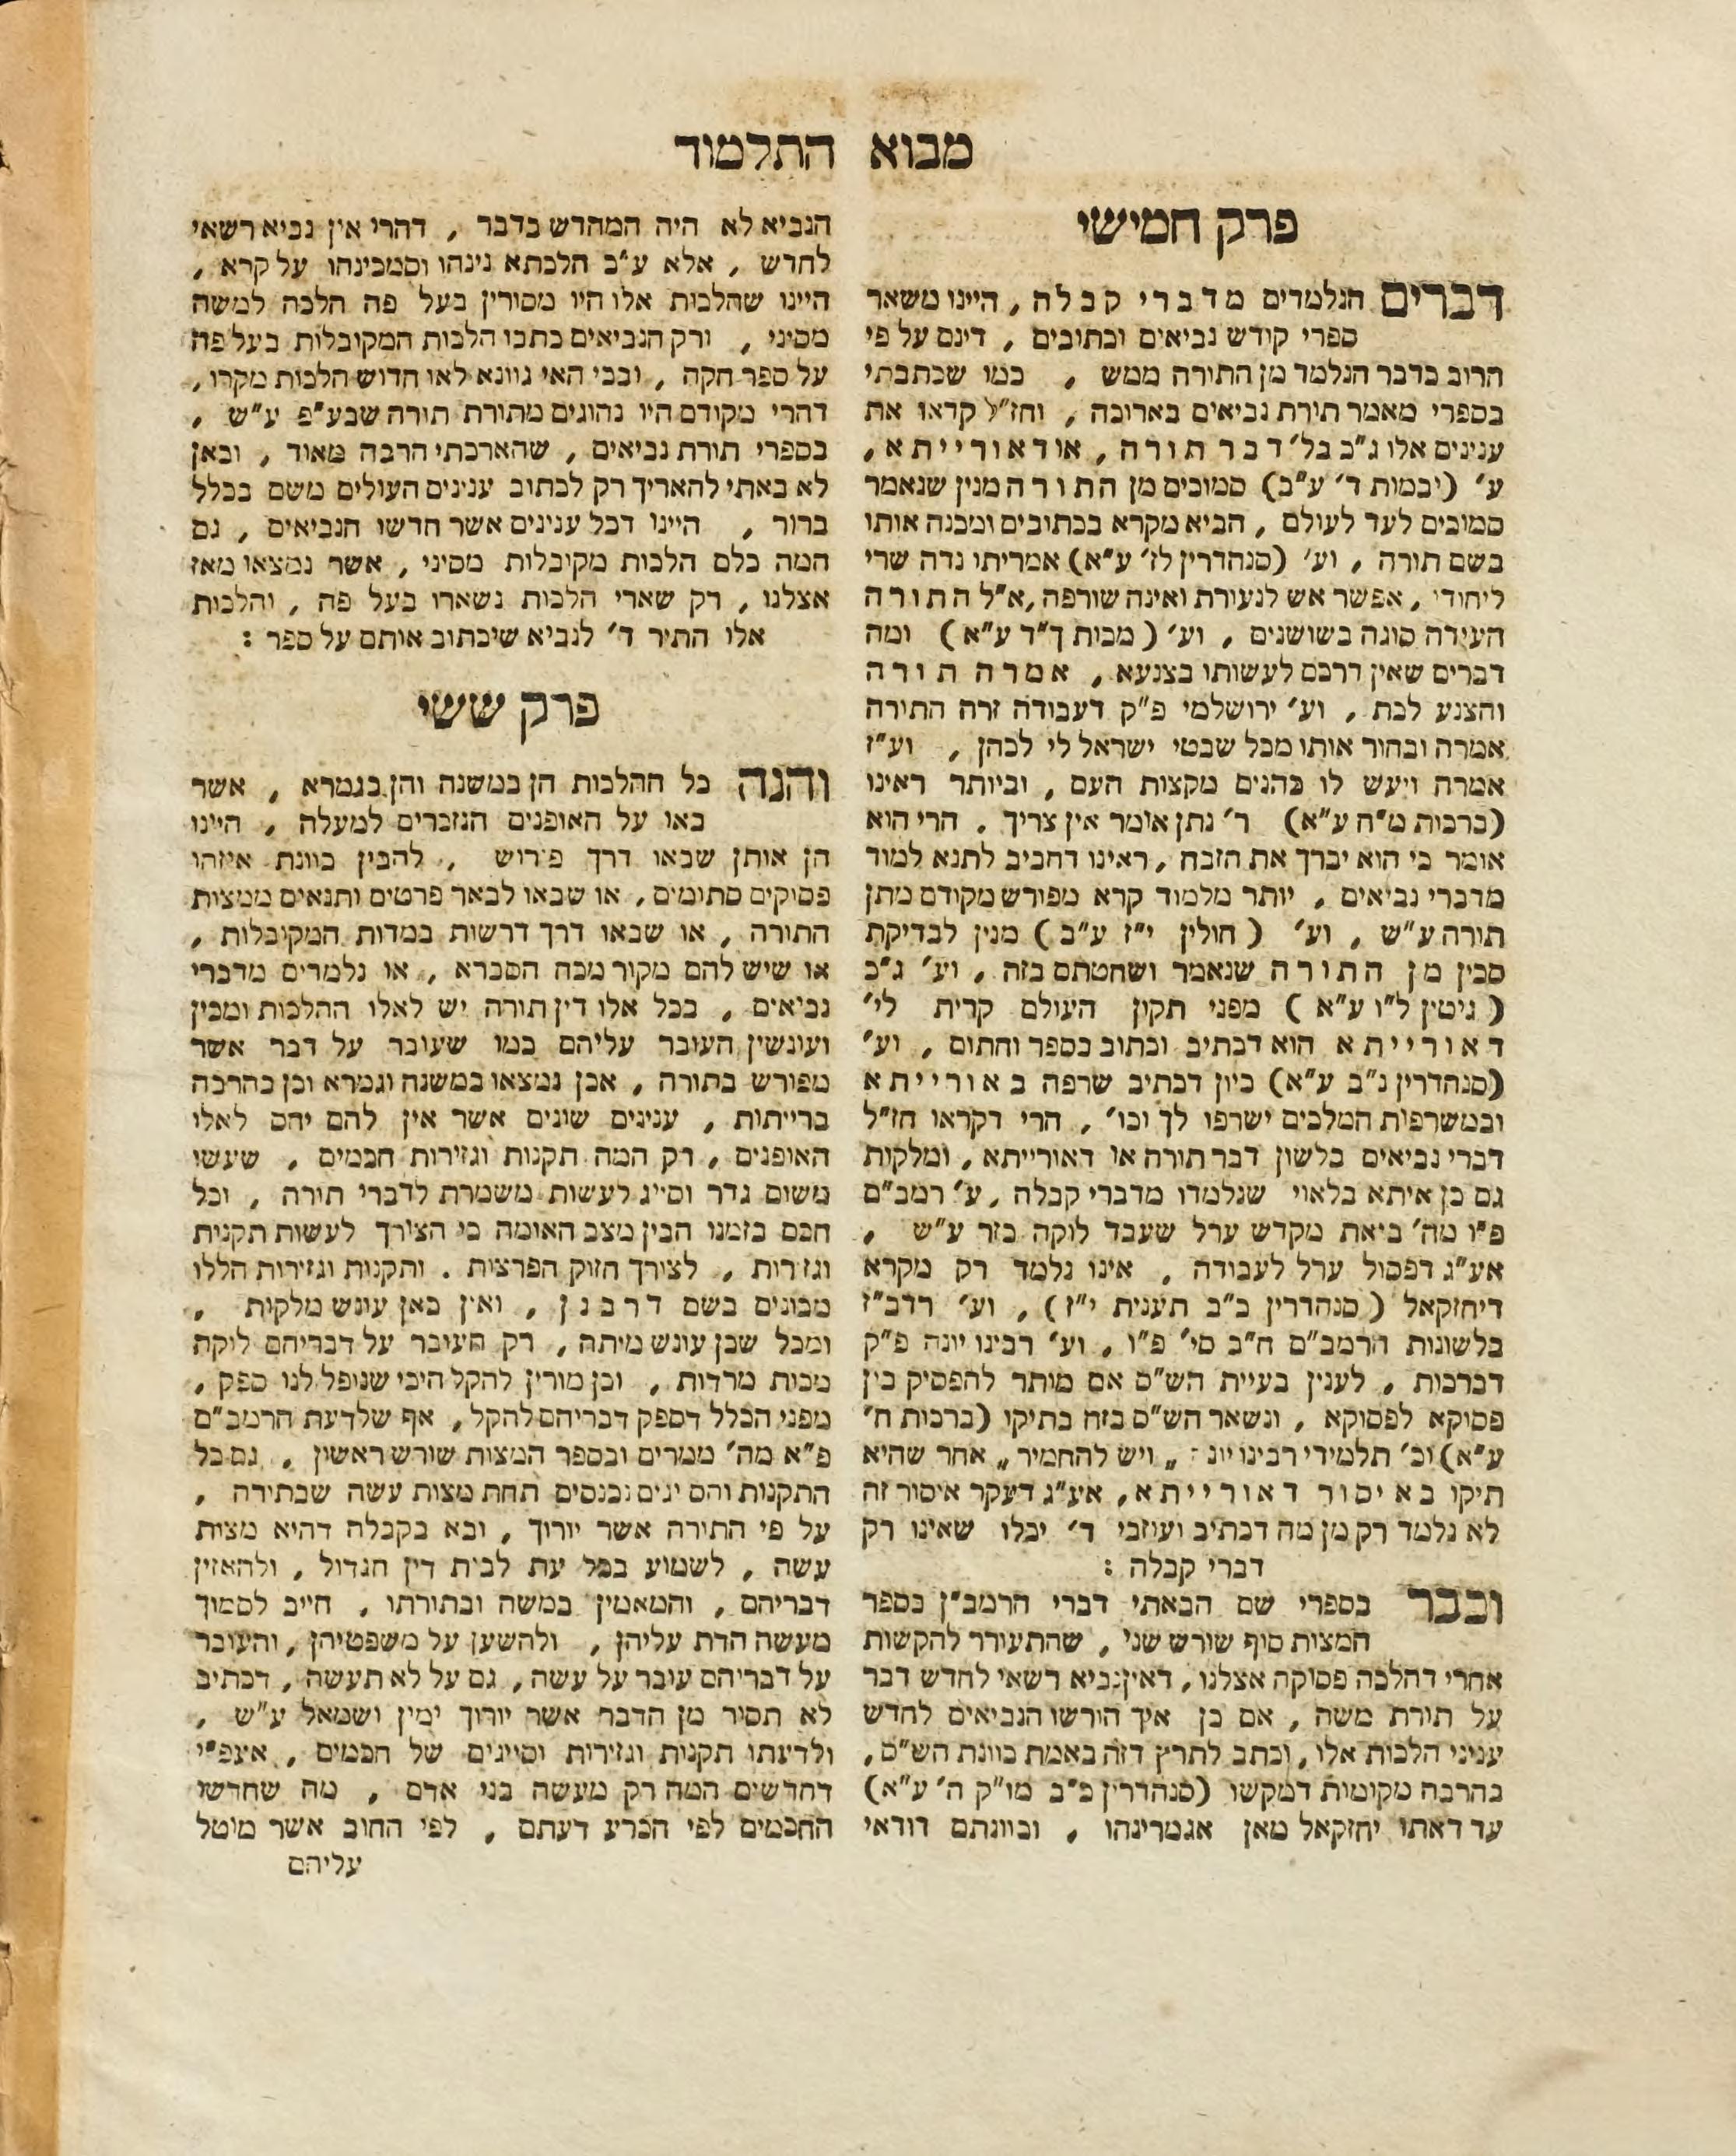 מבוא התלמוד
פרק חמישי
דברים הנלמדים מדברי קבלה, היינו משאר
ספרי קודש נביאים וכתובים, דינם על פי
הרוב כדבר הנלמד מן התורה ממש, כמו שכתבתי
בספרי מאמר תורת נביאים בארוכה, וחז״ל קראו את
ענינים אלו ג״כ בל׳ דבר תורה, או דאורייתא,
ע׳ (יבמות ד׳ ע״ב) סמוכים מן התורה מנין שנאמר
סמוכים לעד לעולם, הביא מקרא בכתובים ומכנה אותו
בשם תורה, וע׳ (סנהדרין לז׳ ע״א) אמריתו נדה שרי
ליחודי, אפשר אש לנעורת ואינה שורפה, א״ל התורה
העידה סוגה בשושנים, וע׳ (מכות ך״ד ע״א) ומה
דברים שאין דרכם לעשותו בצנעא, אמרה תורה
והצנע לכת, וע׳ ירושלמי פ״ק דעבודה זרה התורה
אמרה ובחור אותו מכל שבטי ישראל לי לכהן, וע״ז
אמרה ויעש לו כהנים מקצות העם, וביותר ראינו
(ברכות מ״ח ע״א) ר׳ נתן אומר אין צריך, הרי הוא
אומר כי הוא יברך את הזבח, ראינו דחביב לתנא למוד
מדברי נביאים, יותר מלמוד קרא מפורש מקודם מתן
תורה ע״ש, וע׳ (חולין י״ז ע״ב) מנין לבדיקת
סכין מן התורה שנאמר ושחטתם בזה, וע׳ ג״כ
(גיטין ל״ו ע״א) מפני תקון העולם קרית לי׳
דאורייתא הוא דכתיב וכתוב בספר וחתום, וע׳
(סנהדרין נ״ב ע״א) כיון דכתיב שרפה באורייתא
ובמשרפות המלכים ישרפו לך וכו׳, הרי דקראו חז״ל
דברי נביאים בלשון דבר תורה או דאורייתא, ומלקות
גם כן איתא בלאוי שנלמדו מדברי קבלה, ע׳ רמב״ם
פ״ו מה׳ ביאת מקדש ערל שעבד לוקה כזר ע״ש,
אע״ג דפסול ערל לעבודה, אינו נלמד רק מקרא
דיחזקאל (סנהדרין כ״ב תענית י״ז), וע׳ רדב״ז
בלשונות הרמב״ם ח״ב סי׳ פ״ו, וע׳ רבינו יונה פ״ק
דברכות, לענין בעיית הש״ס אם מותר להפסיק בין
פסוקא לפסוקא, ונשאר הש״ס בזה בתיקו (ברכות ח׳
ע״א) וכ׳ תלמידי רבינו „ויש להחמיר„ אחר שהיא
תיקו באיסור דאורייתא, אע״ג דעקר איסור זה
לא נלמד רק מן מה דכתיב ועוזבי ד׳ יכלו שאינו רק
דברי קבלה:
וכבר בספרי שם הבאתי דברי הרמב״ן בספר
המצות סוף שורש שני, שהתעורר להקשות
אחרי דהלכה פסוקה אצלנו, דאין נביא רשאי לחדש דבר
על תורת משה, אם כן איך הורשו הנביאים לחדש
עניני הלכות אלו, וכתב לתרץ דזה באמת כוונת הש״ס,
בהרבה מקומות דמקשו (סנהדרין כ״ב מו״ק ה׳ ע״א)
עד דאתי יחזקאל מאן אגמרינהו, וכוונתם דודאי
הנביא לא היה המחדש בדבר, דהרי אין נביא רשאי
לחדש, אלא ע״כ הלכתא נינהו וסמכינהו על קרא,
היינו שהלכות אלו היו מסורין בעל פה הלכה למשה
מסיני, ורק הנביאים כתבו הלכות המקובלות בעל פה
על ספר חקה, ובכי האי גוונא לאו חדוש הלכות מקרו,
דהרי מקודם היו נהוגים מתורת תורה שבע״פ ע״ש,
בספרי תורת נביאים, שהארכתי הרבה מאוד, וכאן
לא באתי להאריך רק לכתוב ענינים העולים משם בכלל
ברור, היינו דכל ענינים אשר חדשו הנביאים, גם
המה כלם הלכות מקובלות מסיני, אשר נמצאו מאז
אצלנו, רק שארי הלכות נשארו בעל פה, והלכות
אלו התיר ד׳ לנביא שיכתוב אותם על ספר:
פרק ששי
והנה כל ההלכות הן במשנה והן בגמרא, אשר
באו על האופנים הנזכרים למעלה, היינו
הן אותן שבאו דרך פירוש, להבין כוונת איזהו
פסוקים סתומים, או שבאו לבאר פרטים ותנאים ממצות
התורה, או שבאו דרך דרשות במדות המקובלות,
או שיש להם מקור מכח הסברא, או נלמדים מדברי
נביאים, בכל אלו דין תורה יש לאלו ההלכות ומכין
ועונשין העובר עליהם כמו שעובר על דבר אשר
מפורש בתורה, אכן נמצאו במשנה וגמרא וכן בהרבה
ברייתות, ענינים שונים אשר אין להם יחס לאלו
האופנים, רק המה תקנות וגזירות חכמים, שעשו
משום גדר וסייג לעשות משמרת לדברי תורה, וכל
חכם בזמנו הבין מצב האומה כי הצורך לעשות תקנות
וגזירות, לצורך חזוק הפרצות. ותקנות וגזירות הללו
מכונים בשם דרבנן, ואין כאן עונש מלקות,
ומכל שכן עונש מיתה, רק העובר על דבריהם לוקה
מכות מרדות, וכן מורין להקל היכי שנופל לנו ספק,
מפני הכלל דספק דבריהם להקל, אף שלדעת הרמב״ם
פ״א מה׳ ממרים ובספר המצות שורש ראשון, גם כל
התקנות והסייגים נכנסים תחת מצות עשה שבתורה,
על פי התורה אשר יורוך, ובא בקבלה דהיא מצות
עשה, לשמוע בכל עת לבית דין הגדול, ולהאזין
דבריהם, והמאמין במשה ובתורתו, חייב לסמוך
מעשה הדת עליהן, ולהשען על משפטיהן, והעובר
על דבריהם עובר על עשה, גם על לא תעשה, דכתיב
לא תסור מן הדבר אשר יורוך ימין ושמאל ע״ש,
ולדעתו תקנות וגזירות וסייגים של חכמים, אעפ״י
דחדשים המה רק מעשה בני אדם, מה שחדשו
החכמים לפי הכרע דעתם, לפי החוב אשר מוטל
עליהם